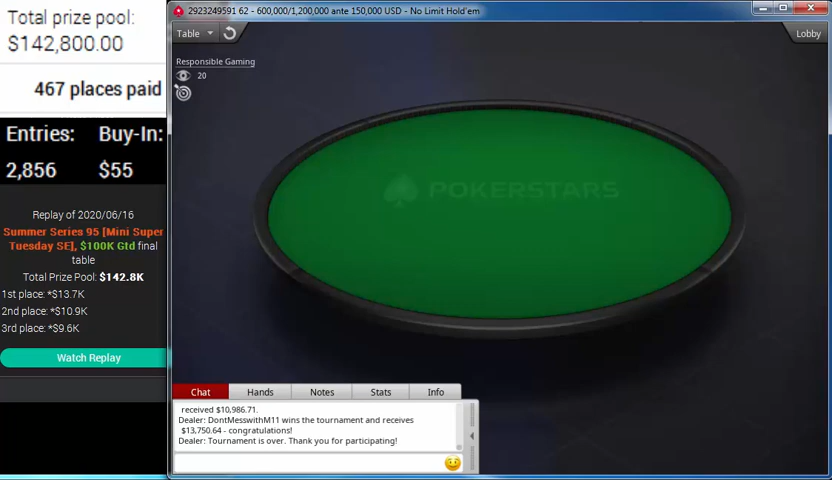 Total prize pool:
$142,800.00
467 places paid
Entries: Buy-In:
2,856 $55
Replay of 2020/06/16
Summer Series 95 [Mini Super
Tuesday SE], $100K Gtd final
table
Total Prize Pool: $142.8K
1st place: *$13.7K
2nd place: *$10.9K
3rd place: *$9.6K
Watch Replay
2923249591 62 - 600,000/1,200,000 ante 150,000 USD - No Limit Hold'em
Table
Lobby
Responsible Gaming
20
POKERSTARS
Chat Hands Notes Stats Info
received $10,986.71.
Dealer: DontMesswithM11 wins the tournament and receives
$13,750.64 - congratulations!
Dealer: Tournament is over. Thank you for participating!